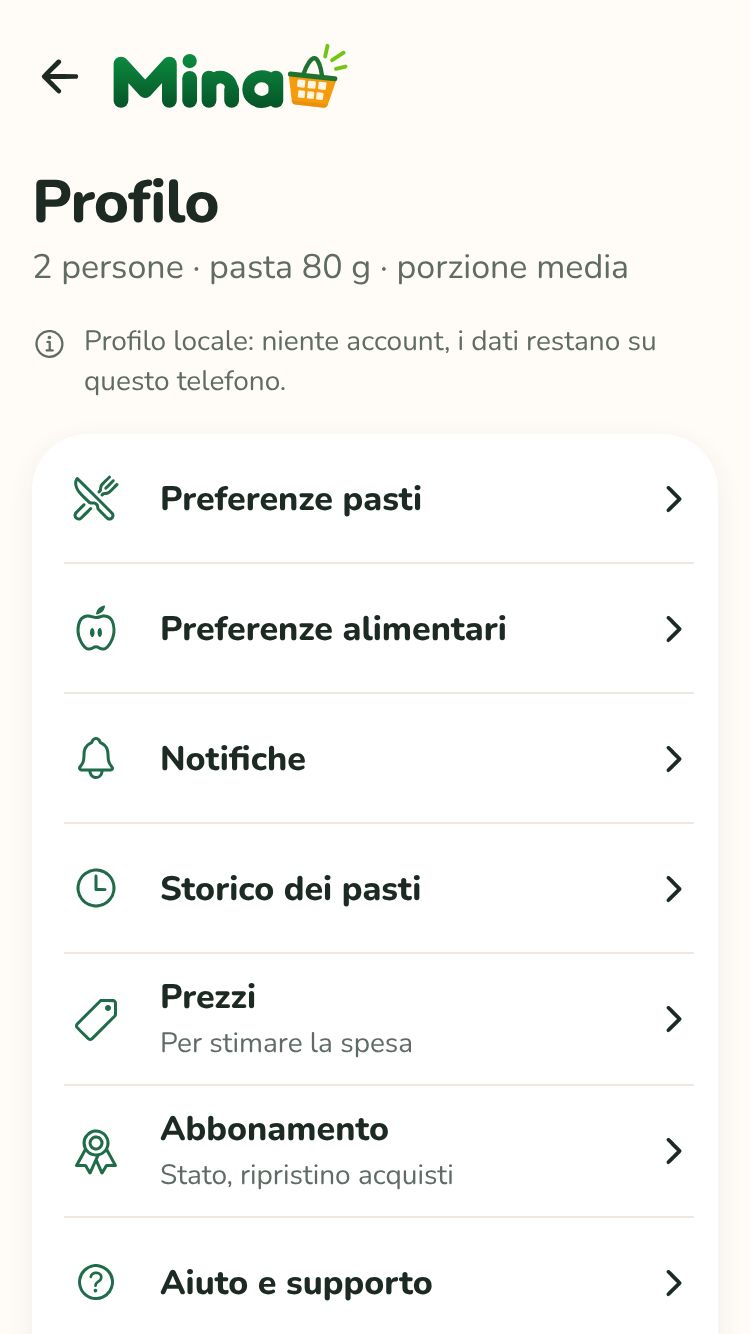 Mina
Profilo
2 persone · pasta 80 g · porzione media
Profilo locale: niente account, i dati restano su
questo telefono.
Preferenze pasti
Preferenze alimentari
Notifiche
Storico dei pasti
Prezzi
Per stimare la spesa
Abbonamento
Stato, ripristino acquisti
Aiuto e supporto